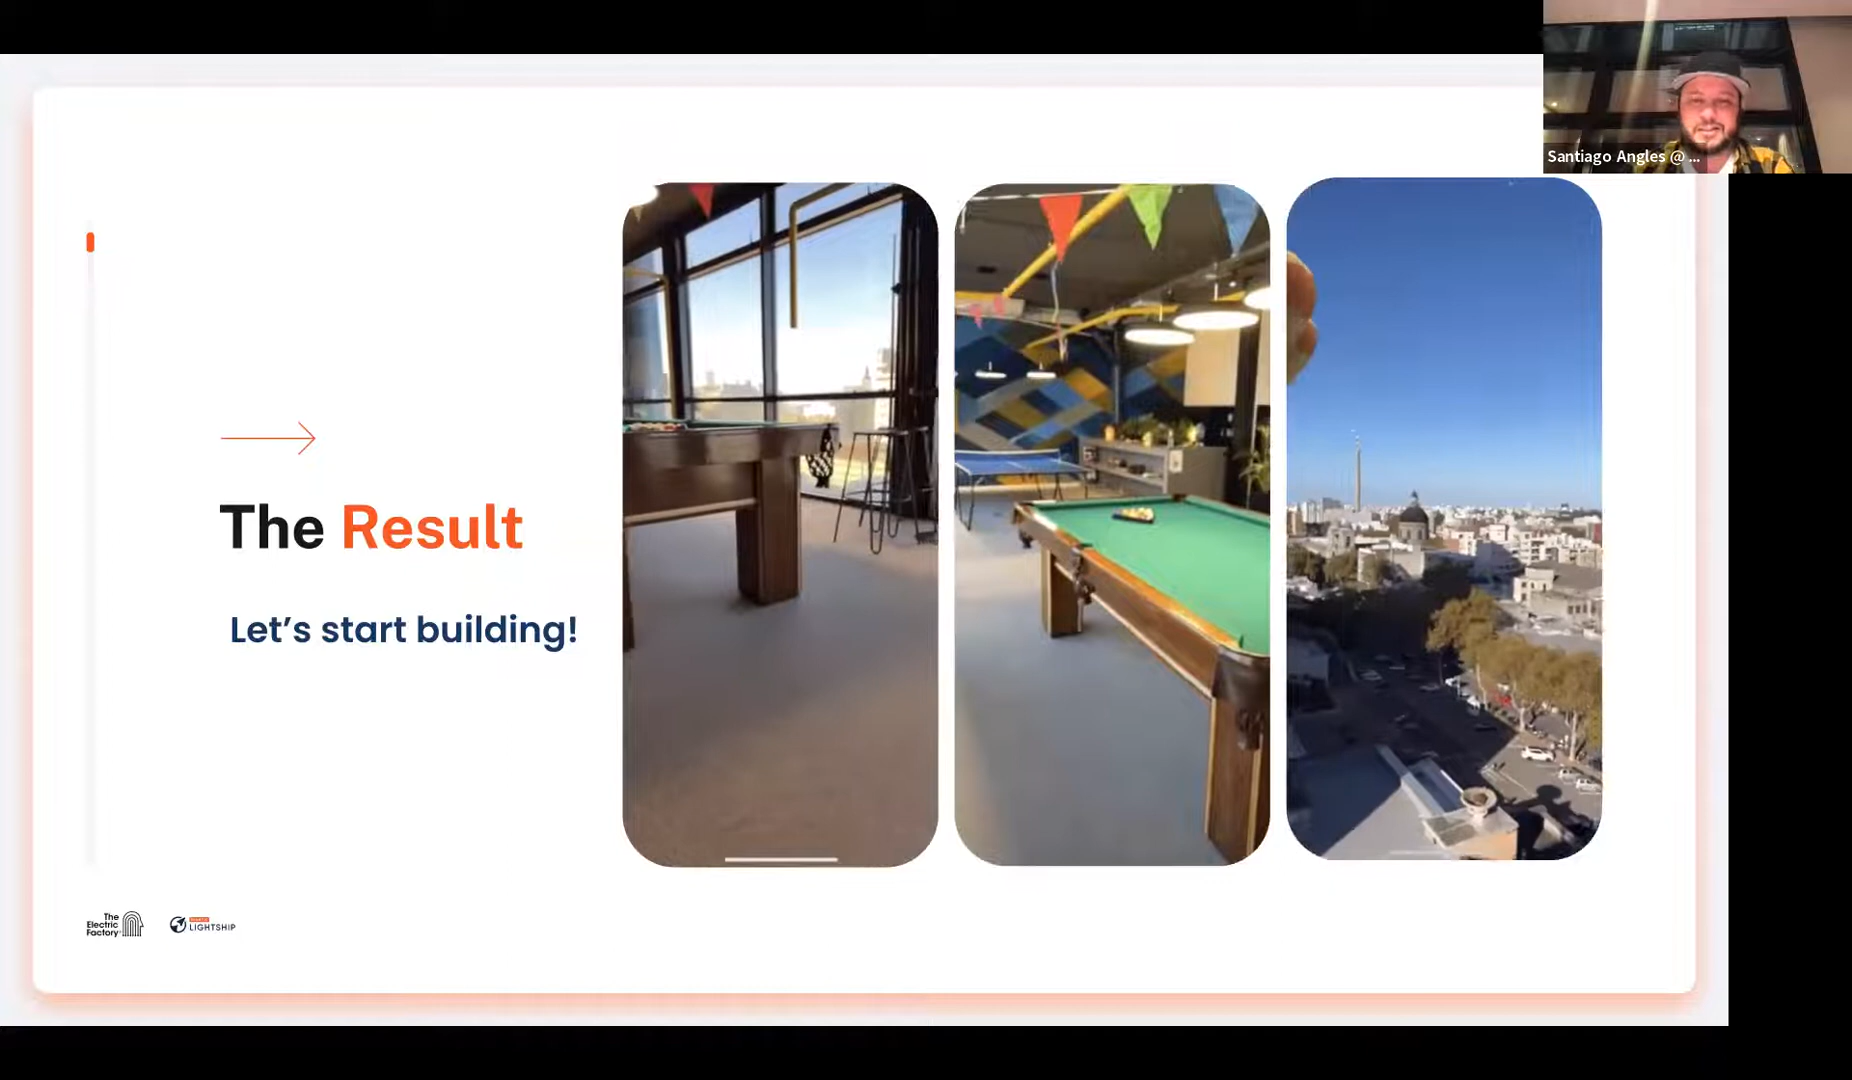 Santiago Angles @ ...
The Result
Let's start building!
The
Electric
Factory
LIGHTSHIP